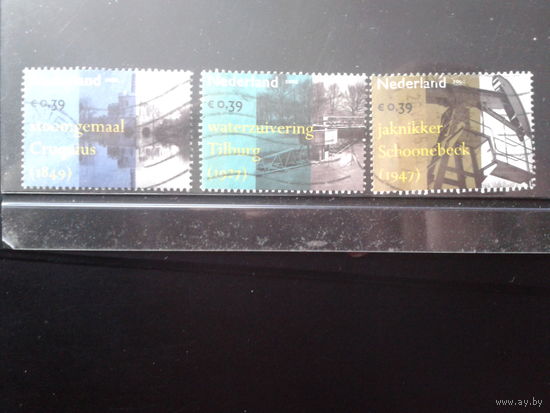 Nederland
€ 0,39
stoomgemaal
Cruquius
(1849)
Nederland
€ 0,39
waterzuivering
Tilburg
(1927)
Nederland
€ 0,39
jaknikker
Schoonebeek
(1947)
www.ay.by